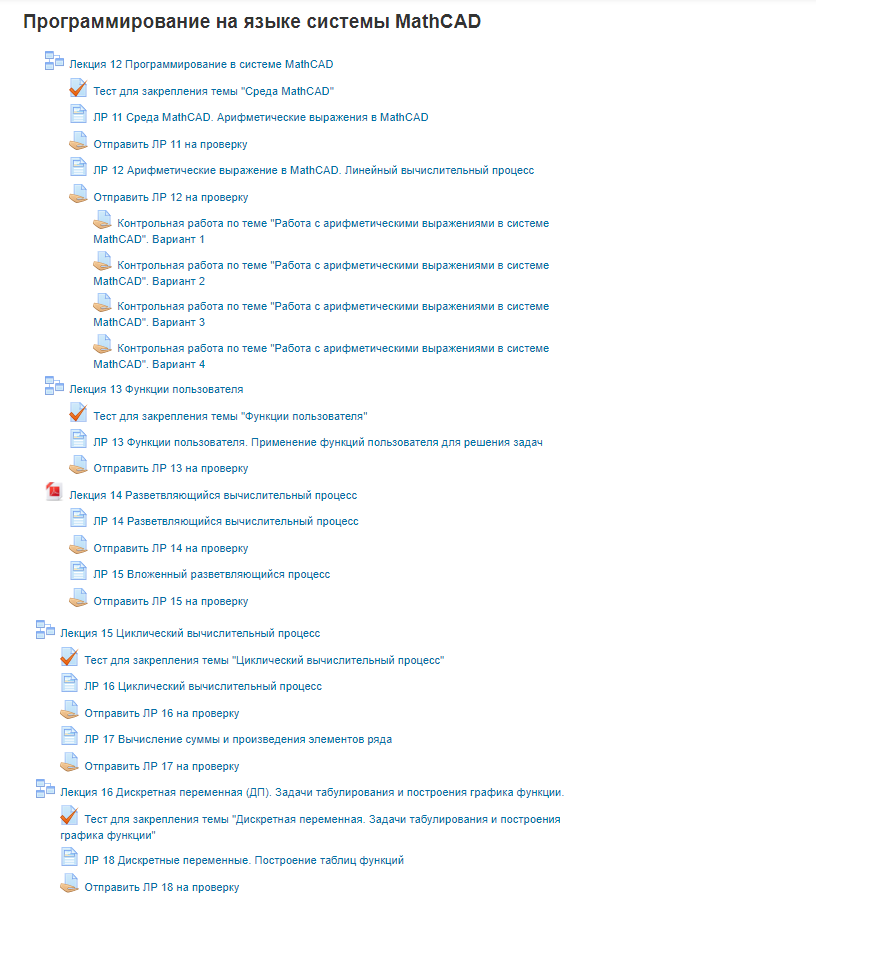 Программирование на языке системы MathCAD
Лекция 12 Программирование в системе MathCAD
Тест для закрепления темы "Среда MathCAD"
ЛР 11 Среда MathCAD. Арифметические выражения в MathCAD
Отправить ЛР 11 на проверку
ЛР 12 Арифметические выражение в MathCAD. Линейный вычислительный процесс
Отправить ЛР 12 на проверку
Контрольная работа по теме "Работа с арифметическими выражениями в системе
MathCAD". Вариант 1
Контрольная работа по теме "Работа с арифметическими выражениями в системе
MathCAD". Вариант 2
Контрольная работа по теме "Работа с арифметическими выражениями в системе
MathCAD". Вариант 3
Контрольная работа по теме "Работа с арифметическими выражениями в системе
MathCAD". Вариант 4
Лекция 13 Функции пользователя
Тест для закрепления темы "Функции пользователя"
ЛР 13 Функции пользователя. Применение функций пользователя для решения задач
Отправить ЛР 13 на проверку
Лекция 14 Разветвляющийся вычислительный процесс
ЛР 14 Разветвляющийся вычислительный процесс
Отправить ЛР 14 на проверку
ЛР 15 Вложенный разветвляющийся процесс
Отправить ЛР 15 на проверку
Лекция 15 Циклический вычислительный процесс
Тест для закрепления темы "Циклический вычислительный процесс"
ЛР 16 Циклический вычислительный процесс
Отправить ЛР 16 на проверку
ЛР 17 Вычисление суммы и произведения элементов ряда
Отправить ЛР 17 на проверку
Лекция 16 Дискретная переменная (ДП). Задачи табулирования и построения графика функции.
Тест для закрепления темы "Дискретная переменная. Задачи табулирования и построения
графика функции"
ЛР 18 Дискретные переменные. Построение таблиц функций
Отправить ЛР 18 на проверку